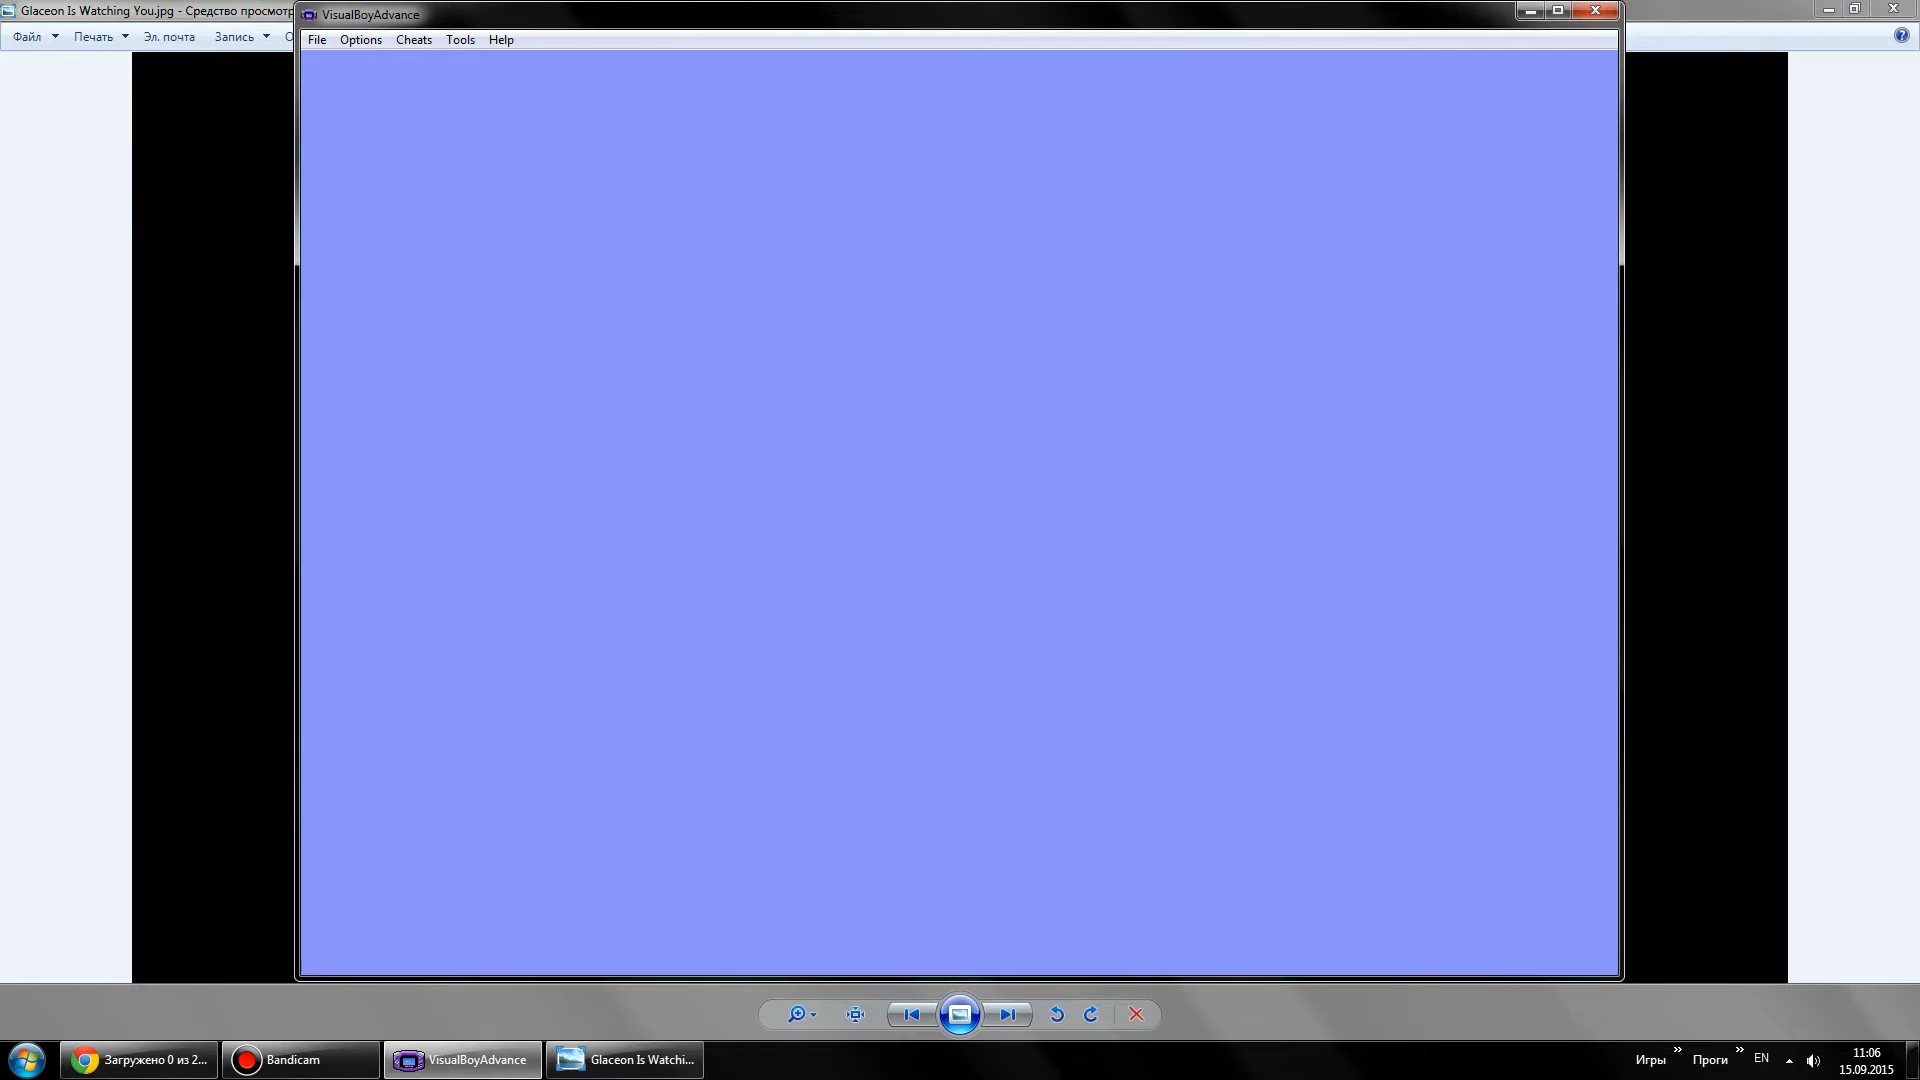 Glaceon Is Watching You.jpg - Средство просмотр
VisualBoyAdvance
Файл Печать Эл. почта Запись О
File Options Cheats Tools Help
Загружено 0 из 2...
Bandicam
VisualBoyAdvance
Glaceon Is Watchi...
Игры » Проги » EN
11:06
15.09.2015